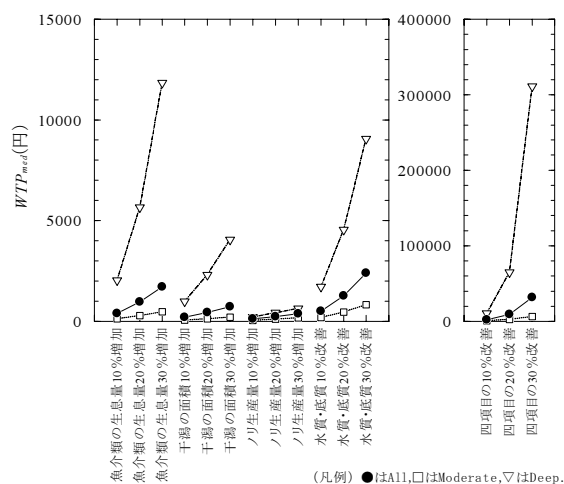 15000
10000
5000
0
WTPmed(円)
400000
300000
200000
100000
0
魚介類の生息量10%増加
魚介類の生息量20%増加
魚介類の生息量30%増加
干潟の面積10%増加
干潟の面積20%増加
干潟の面積30%増加
ノリ生産量10%増加
ノリ生産量20%増加
ノリ生産量30%増加
水質・底質10%改善
水質・底質20%改善
水質・底質30%改善
四項目の10%改善
四項目の20%改善
四項目の30%改善
(凡例) ●はAll,□はModerate,▽はDeep.